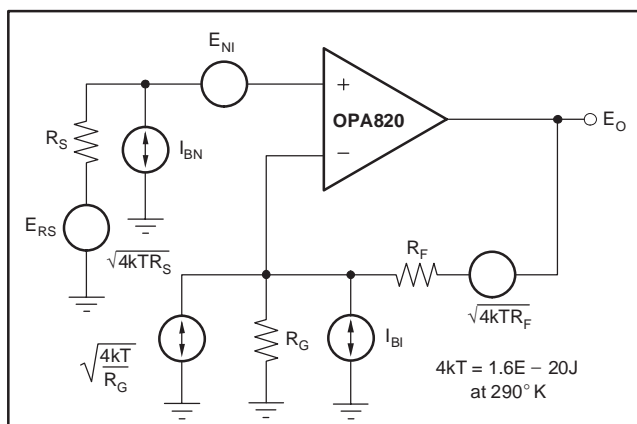 E_NI
+
OPA820
−
E_O
R_S
I_BN
E_RS
√4kTR_S
R_F
√4kTR_F
√4kT/R_G
R_G
I_BI
4kT = 1.6E − 20J
at 290° K